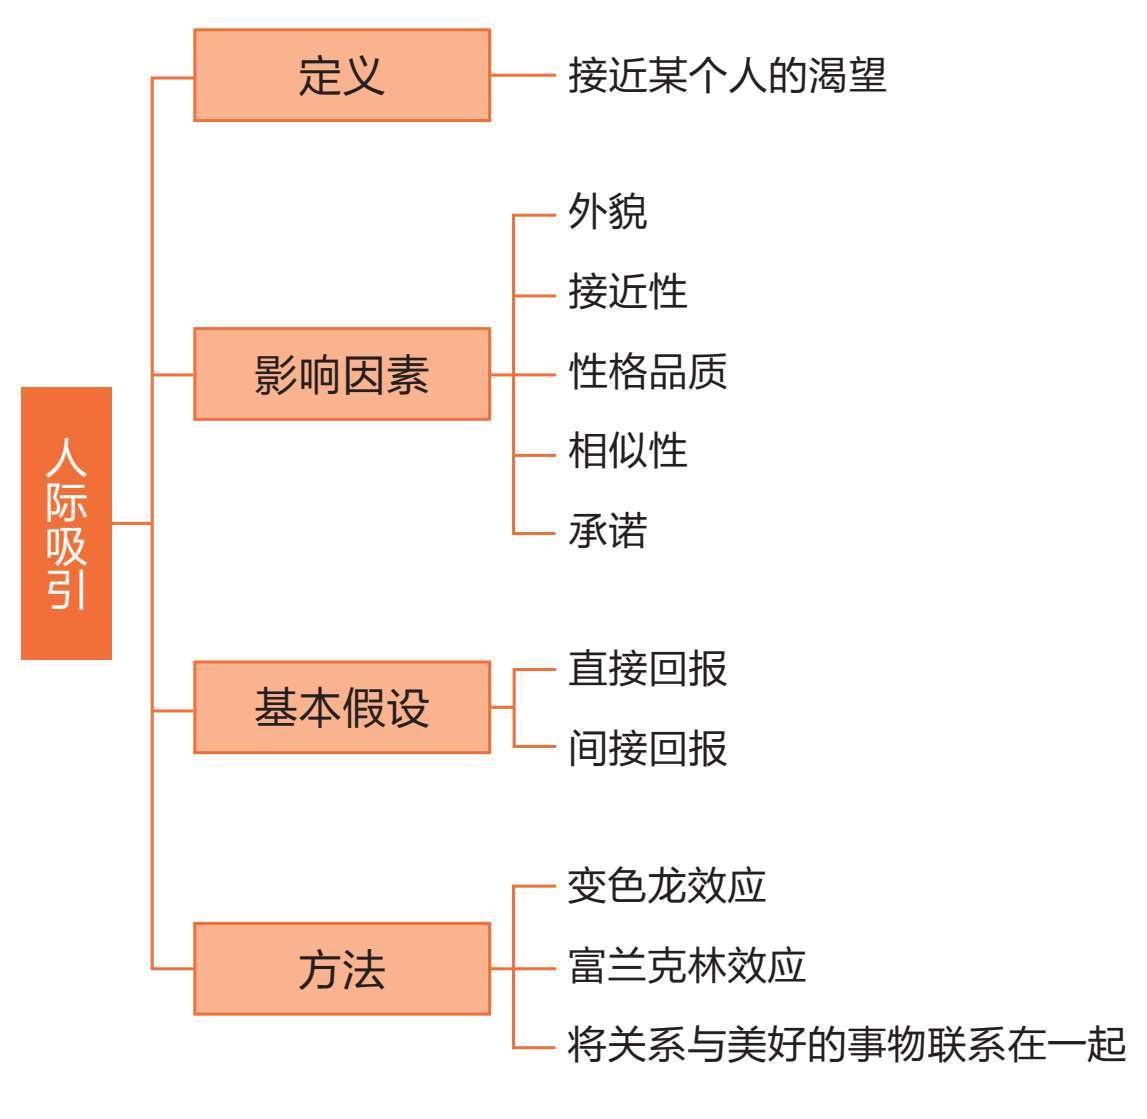 人际吸引
定义
接近某个人的渴望
影响因素
外貌
接近性
性格品质
相似性
承诺
基本假设
直接回报
间接回报
方法
变色龙效应
富兰克林效应
将关系与美好的事物联系在一起